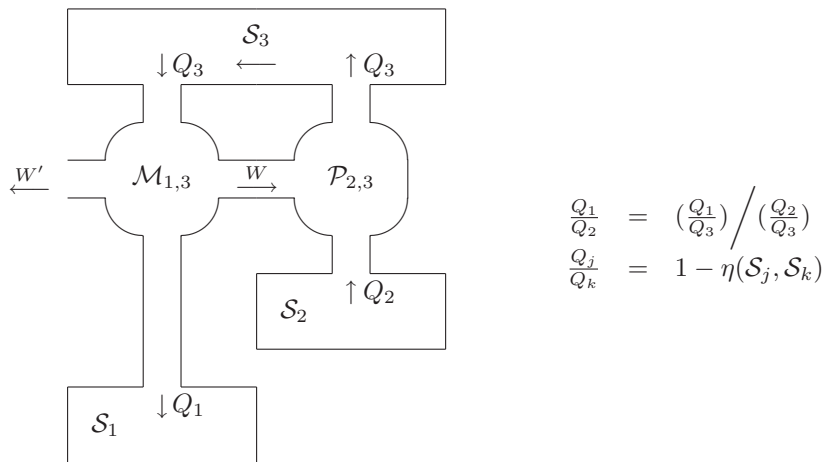 S₃
↓Q₃ ← ↑Q₃
W′ ← M₁,₃ W → P₂,₃
S₂ ↑Q₂
S₁ ↓Q₁
Q₁/Q₂ = (Q₁/Q₃) / (Q₂/Q₃)
Qⱼ/Qₖ = 1 − η(Sⱼ, Sₖ)